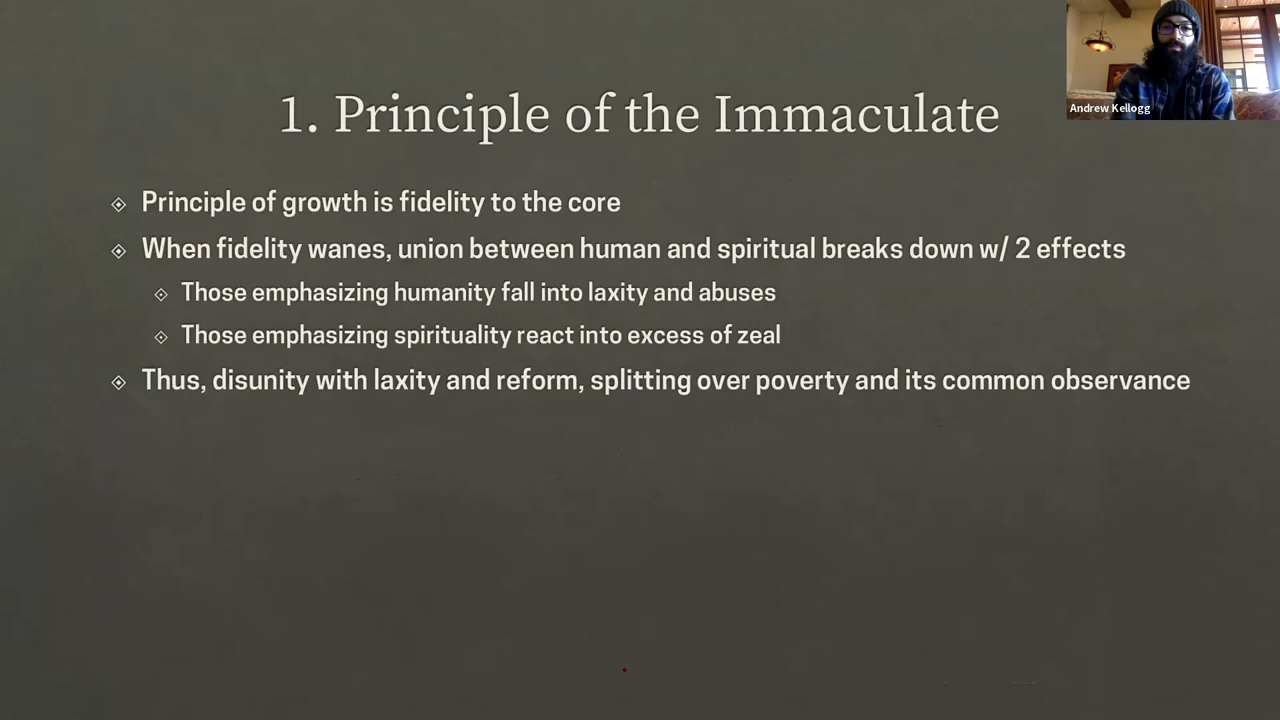 1. Principle of the Immaculate
Principle of growth is fidelity to the core
When fidelity wanes, union between human and spiritual breaks down w/ 2 effects
Those emphasizing humanity fall into laxity and abuses
Those emphasizing spirituality react into excess of zeal
Thus, disunity with laxity and reform, splitting over poverty and its common observance
Andrew Kellogg